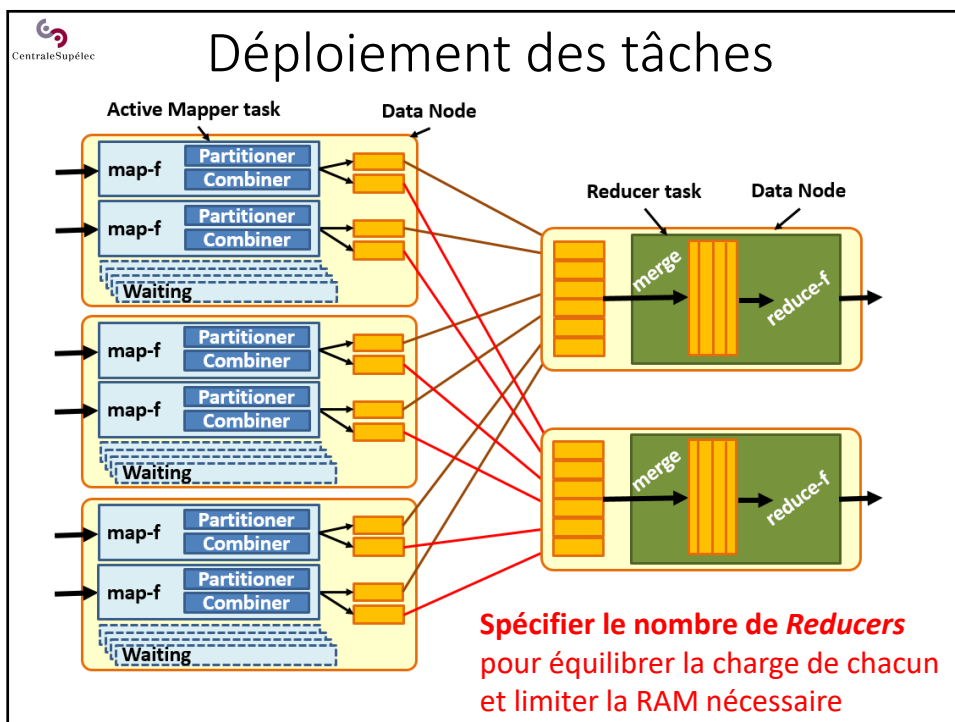 CentraleSupélec
Déploiement des tâches
Active Mapper task
Data Node
map-f
Partitioner
Combiner
map-f
Partitioner
Combiner
Waiting
map-f
Partitioner
Combiner
map-f
Partitioner
Combiner
Waiting
map-f
Partitioner
Combiner
map-f
Partitioner
Combiner
Waiting
Reducer task
Data Node
merge
reduce-f
merge
reduce-f
Spécifier le nombre de Reducers
pour équilibrer la charge de chacun
et limiter la RAM nécessaire